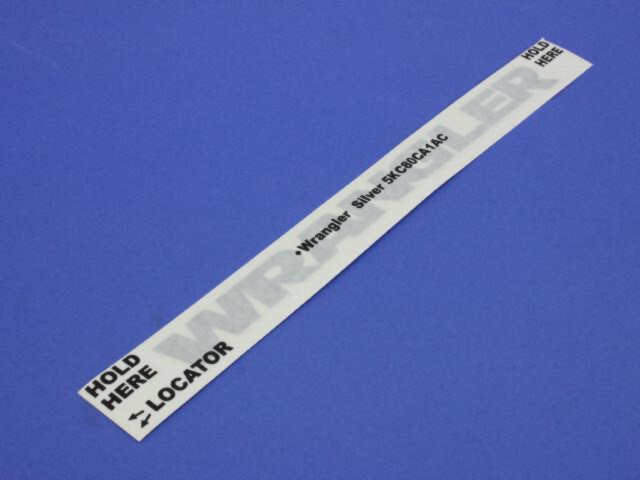 HOLD
HERE
WRANGLER
•Wrangler Silver 5KC80CA1AC
HOLD
HERE
LOCATOR